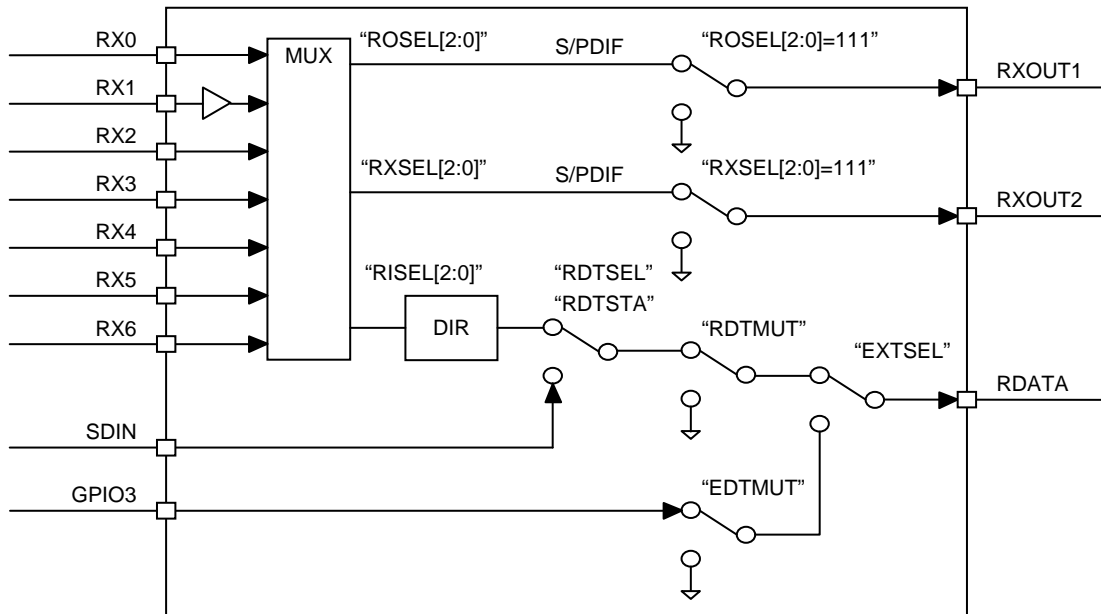 RX0
RX1
RX2
RX3
RX4
RX5
RX6
SDIN
GPIO3
MUX
“ROSEL[2:0]”
S/PDIF
“ROSEL[2:0]=111”
RXOUT1
“RXSEL[2:0]”
S/PDIF
“RXSEL[2:0]=111”
RXOUT2
“RISEL[2:0]”
DIR
“RDTSEL”
“RDTSTA”
“RDTMUT”
“EXTSEL”
RDATA
“EDTMUT”